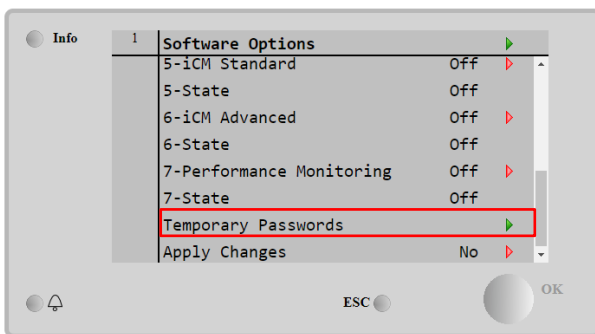 Info
1 Software Options
5-iCM Standard Off
5-State Off
6-iCM Advanced Off
6-State Off
7-Performance Monitoring Off
7-State Off
Temporary Passwords
Apply Changes No
ESC
OK